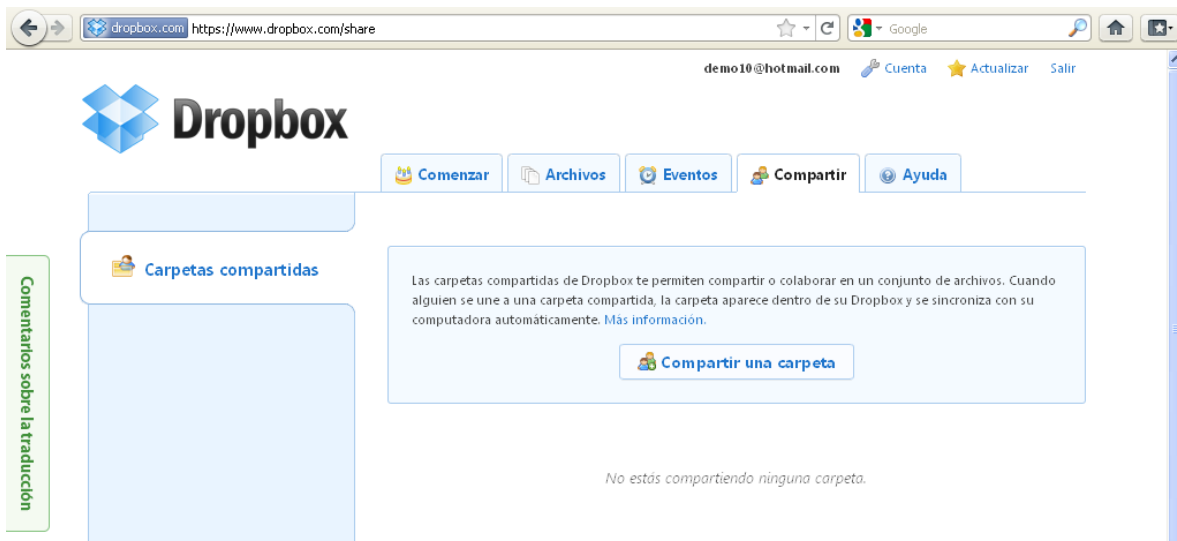 dropbox.com https://www.dropbox.com/share
Google
demo10@hotmail.com Cuenta Actualizar Salir
Dropbox
Comenzar Archivos Eventos Compartir Ayuda
Carpetas compartidas
Las carpetas compartidas de Dropbox te permiten compartir o colaborar en un conjunto de archivos. Cuando
alguien se une a una carpeta compartida, la carpeta aparece dentro de su Dropbox y se sincroniza con su
computadora automáticamente. Más información.
Compartir una carpeta
No estás compartiendo ninguna carpeta.
Comentarios sobre la traducción